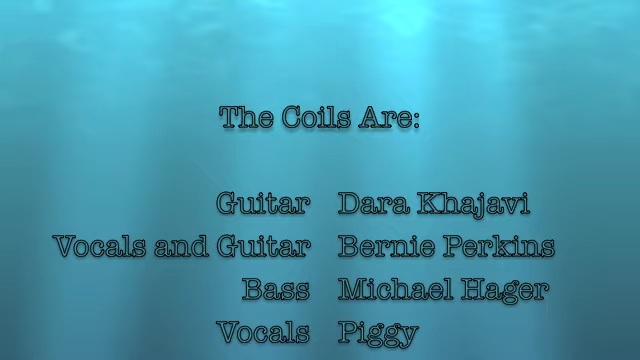 The Coils Are:
Guitar Dara Khajavi
Vocals and Guitar Bernie Perkins
Bass Michael Hager
Vocals Piggy